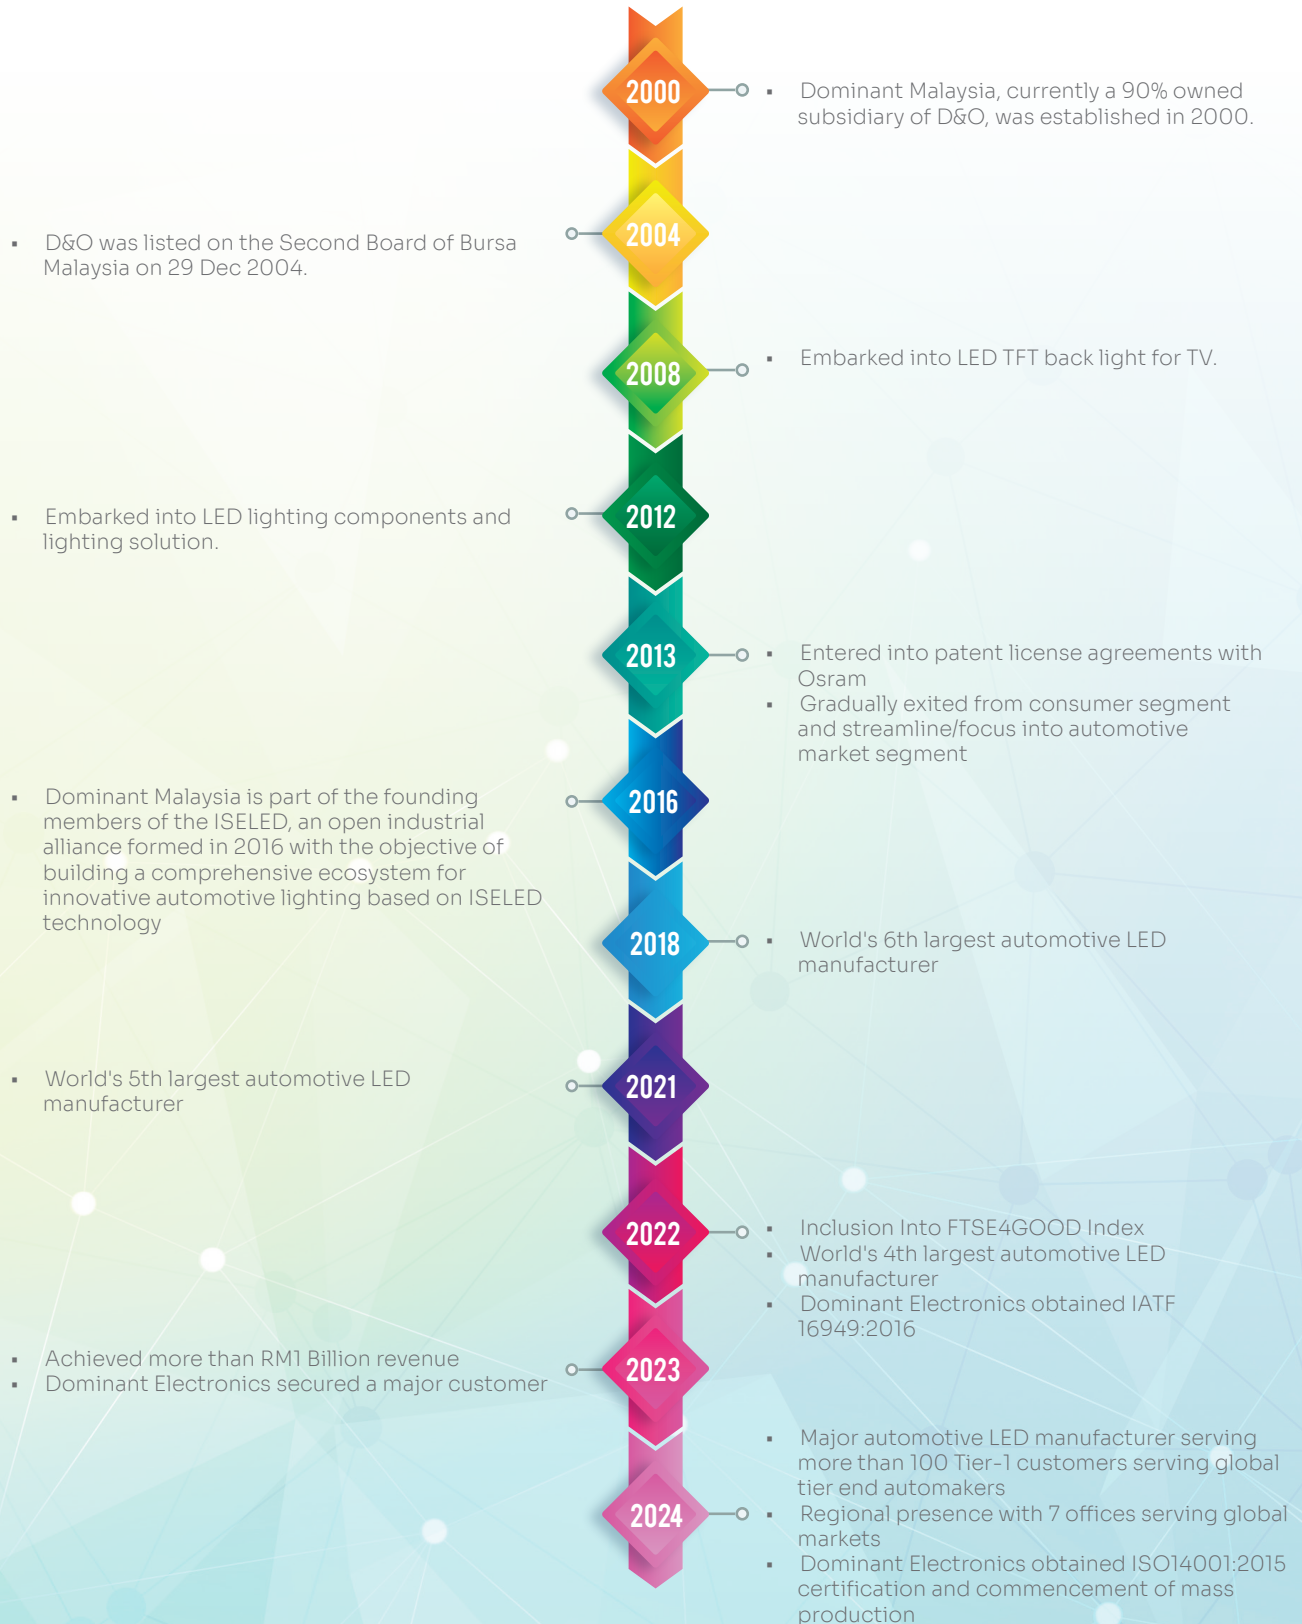 2000
▪ Dominant Malaysia, currently a 90% owned
subsidiary of D&O, was established in 2000.
2004
▪ D&O was listed on the Second Board of Bursa
Malaysia on 29 Dec 2004.
2008
▪ Embarked into LED TFT back light for TV.
2012
▪ Embarked into LED lighting components and
lighting solution.
2013
▪ Entered into patent license agreements with
Osram
▪ Gradually exited from consumer segment
and streamline/focus into automotive
market segment
2016
▪ Dominant Malaysia is part of the founding
members of the ISELED, an open industrial
alliance formed in 2016 with the objective of
building a comprehensive ecosystem for
innovative automotive lighting based on ISELED
technology
2018
▪ World's 6th largest automotive LED
manufacturer
2021
▪ World's 5th largest automotive LED
manufacturer
2022
▪ Inclusion Into FTSE4GOOD Index
▪ World's 4th largest automotive LED
manufacturer
▪ Dominant Electronics obtained IATF
16949:2016
2023
▪ Achieved more than RM1 Billion revenue
▪ Dominant Electronics secured a major customer
2024
▪ Major automotive LED manufacturer serving
more than 100 Tier-1 customers serving global
tier end automakers
▪ Regional presence with 7 offices serving global
markets
▪ Dominant Electronics obtained ISO14001:2015
certification and commencement of mass
production